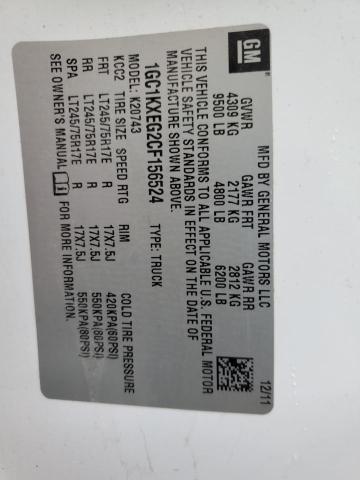 GM
MFD BY GENERAL MOTORS LLC 12/11
GVWR GAWR FRT GAWR RR
4309 KG 2177 KG 2812 KG
9500 LB 4800 LB 6200 LB
THIS VEHICLE CONFORMS TO ALL APPLICABLE U.S. FEDERAL MOTOR
VEHICLE SAFETY STANDARDS IN EFFECT ON THE DATE OF
MANUFACTURE SHOWN ABOVE.
1GC1KXEG2CF156524 TYPE: TRUCK
MODEL: K20743
KCC2 TIRE SIZE SPEED RTG RIM COLD TIRE PRESSURE
FRT LT245/75R17E R 17X7.5J 420KPA(60PSI)
RR LT245/75R17E R 17X7.5J 550KPA(80PSI)
SPA LT245/75R17E R 17X7.5J 550KPA(80PSI)
SEE OWNER'S MANUAL FOR MORE INFORMATION.